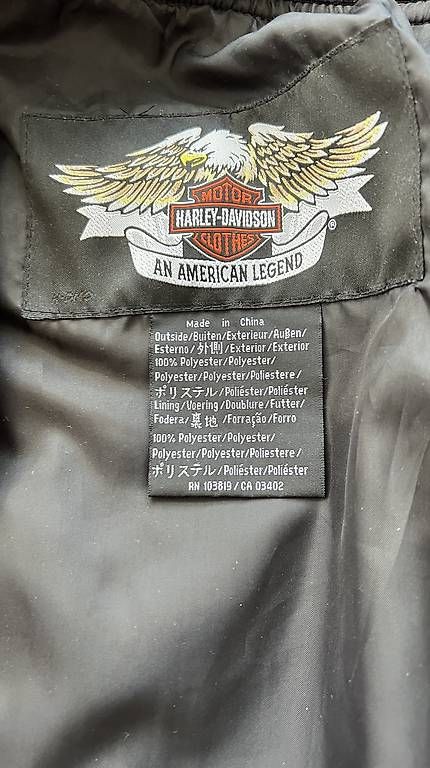 MOTOR
HARLEY-DAVIDSON
CLOTHES
®
AN AMERICAN LEGEND
Made in China
Outside/Buiten/Exterieur/Außen/
Esterno/外側/Exterior/Exterior
100% Polyester/Polyester/
Polyester/Polyester/Poliestere/
ポリステル/Poliéster/Poliéster
Lining/Voering/Doublure/Futter/
Fodera/裏地/Forração/Forro
100% Polyester/Polyester/
Polyester/Polyester/Poliestere/
ポリステル/Poliéster/Poliéster
RN 103819/CA 03402